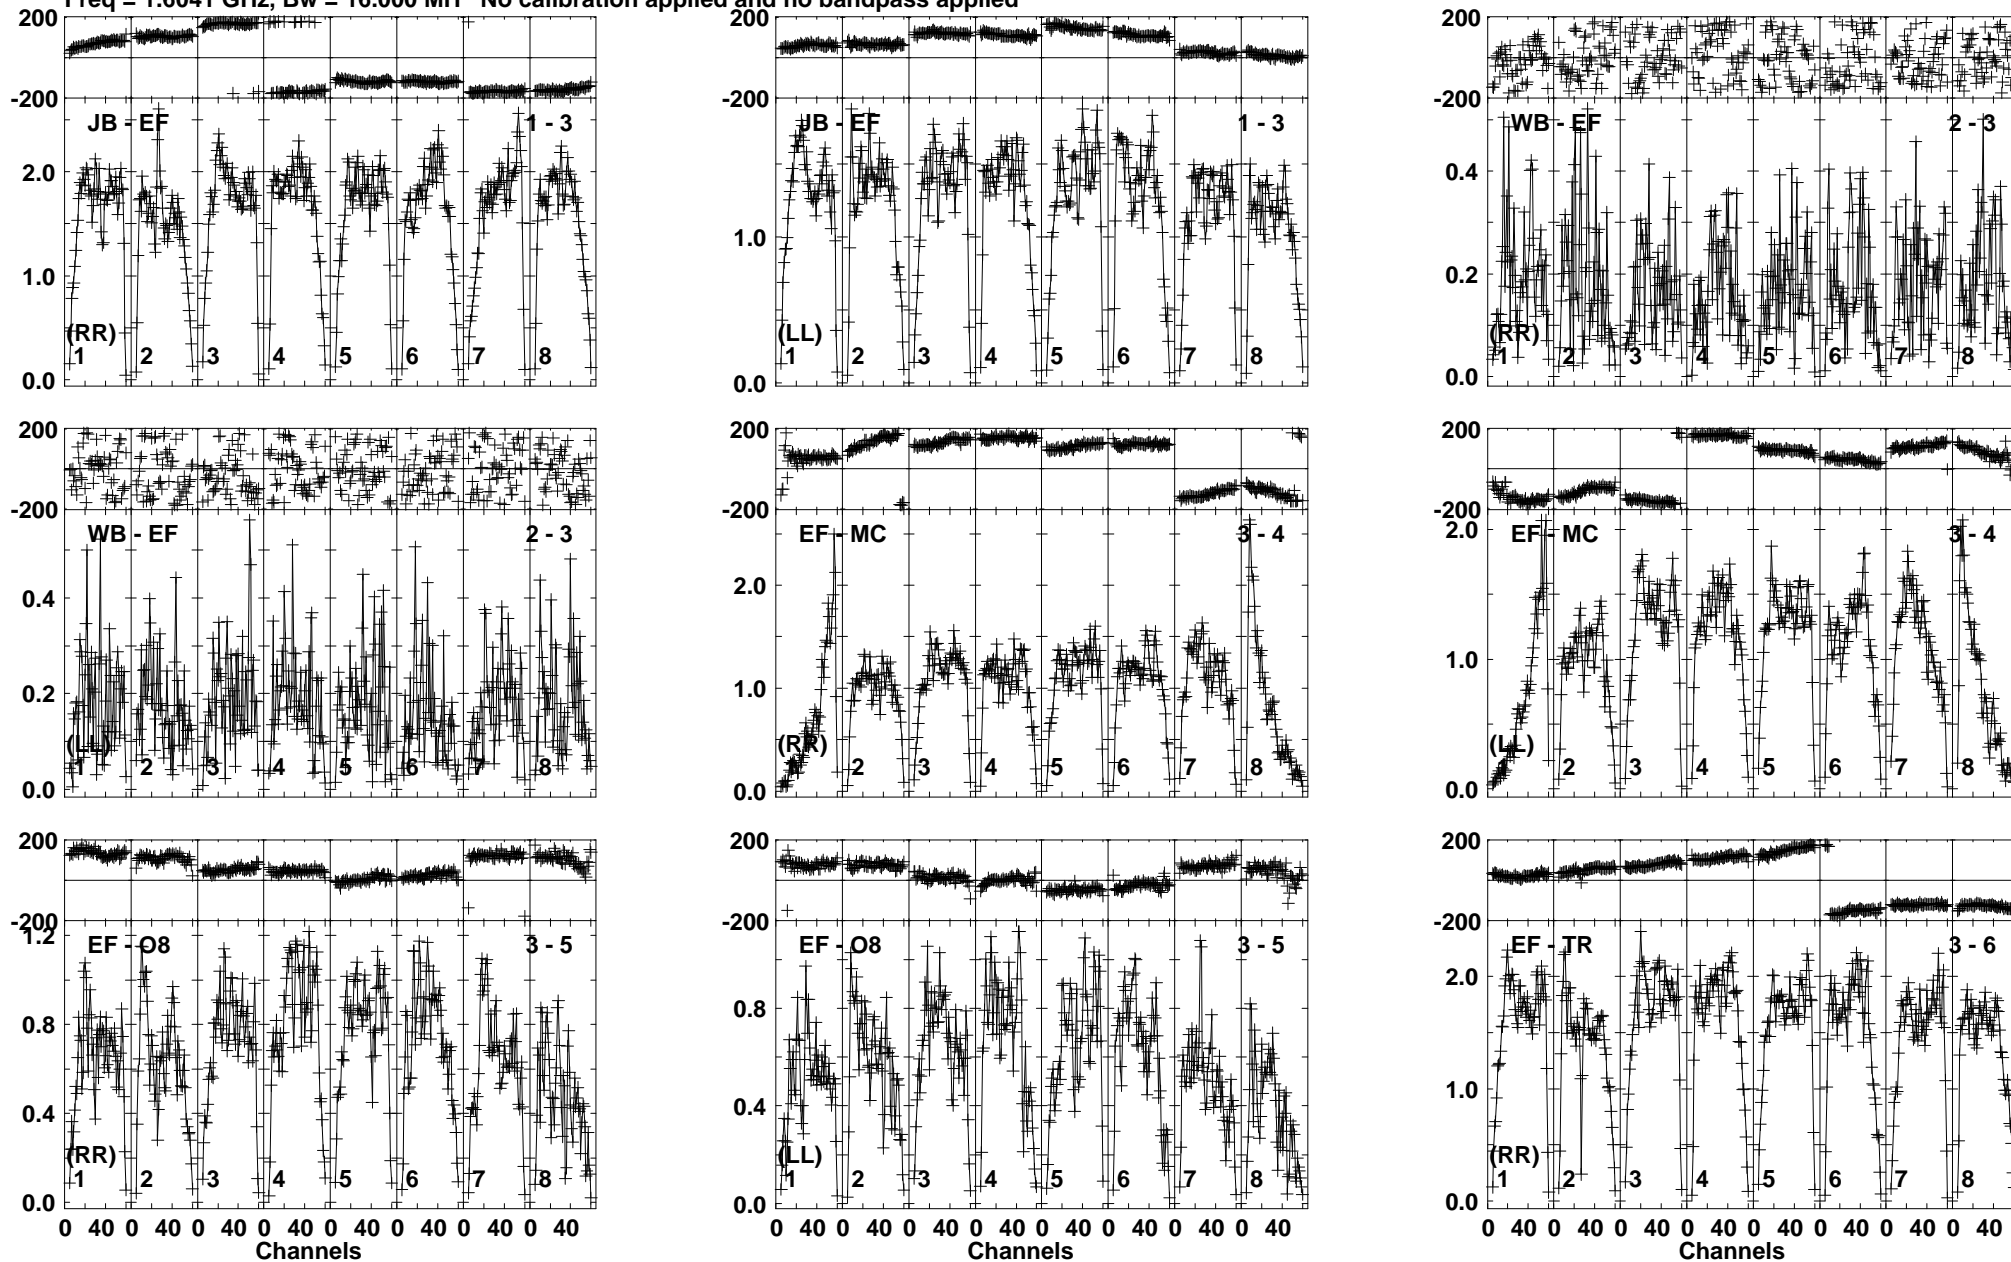 Freq = 1.6041 GHz, Bw = 16.000 MH No calibration applied and no bandpass applied
200 200 200
-200 -200 -200
JB - EF 1 - 3 JB - EF 1 - 3 WB - EF 2 - 3
2.0 0.4
1.0 1.0 0.2
(RR) (LL) (RR)
1 2 3 4 5 6 7 8 1 2 3 4 5 6 7 8 1 2 3 4 5 6 7 8
0.0 0.0 0.0
200 200 200
-200 -200 -200
WB - EF 2 - 3 EF - MC 3 - 4 EF - MC 3 - 4
2.0 2.0
0.4
0.2 1.0 1.0
(LL) (RR) (LL)
1 2 3 4 5 6 7 8 1 2 3 4 5 6 7 8 1 2 3 4 5 6 7 8
0.0 0.0 0.0
200 200 200
-200 -200 -200
1.2
EF - O8 3 - 5 EF - O8 3 - 5 EF - TR 3 - 6
0.8 0.8 2.0
0.4 0.4 1.0
(RR) (LL) (RR)
1 2 3 4 5 6 7 8 1 2 3 4 5 6 7 8 1 2 3 4 5 6 7 8
0.0 0.0 0.0
0 40 0 40 0 40 0 40 0 40 0 40 0 40 0 40 0 40 0 40 0 40 0 40 0 40 0 40 0 40 0 40 0 40 0 40 0 40 0 40 0 40 0 40 0 40 0 40
Channels Channels Channels